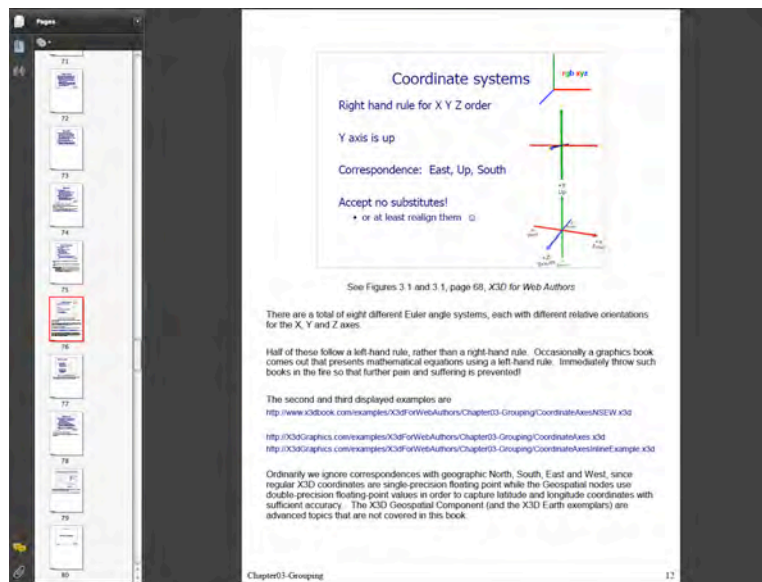 Pages
71
72
73
74
75
76
77
78
79
80
Coordinate systems
rgb xyz
Right hand rule for X Y Z order
Y axis is up
Correspondence: East, Up, South
Accept no substitutes!
• or at least realign them ☺
+Y
Up
See Figures 3.1 and 3.1, page 68, X3D for Web Authors
There are a total of eight different Euler angle systems, each with different relative orientations
for the X, Y and Z axes.
Half of these follow a left-hand rule, rather than a right-hand rule. Occasionally a graphics book
comes out that presents mathematical equations using a left-hand rule. Immediately throw such
books in the fire so that further pain and suffering is prevented!
The second and third displayed examples are
http://www.x3dbook.com/examples/X3dForWebAuthors/Chapter03-Grouping/CoordinateAxesNSEW.x3d
http://X3dGraphics.com/examples/X3dForWebAuthors/Chapter03-Grouping/CoordinateAxes.x3d
http://X3dGraphics.com/examples/X3dForWebAuthors/Chapter03-Grouping/CoordinateAxesInlineExample.x3d
Ordinarily we ignore correspondences with geographic North, South, East and West, since
regular X3D coordinates are single-precision floating point while the Geospatial nodes use
double-precision floating-point values in order to capture latitude and longitude coordinates with
sufficient accuracy. The X3D Geospatial Component (and the X3D Earth exemplars) are
advanced topics that are not covered in this book.
Chapter03-Grouping 12